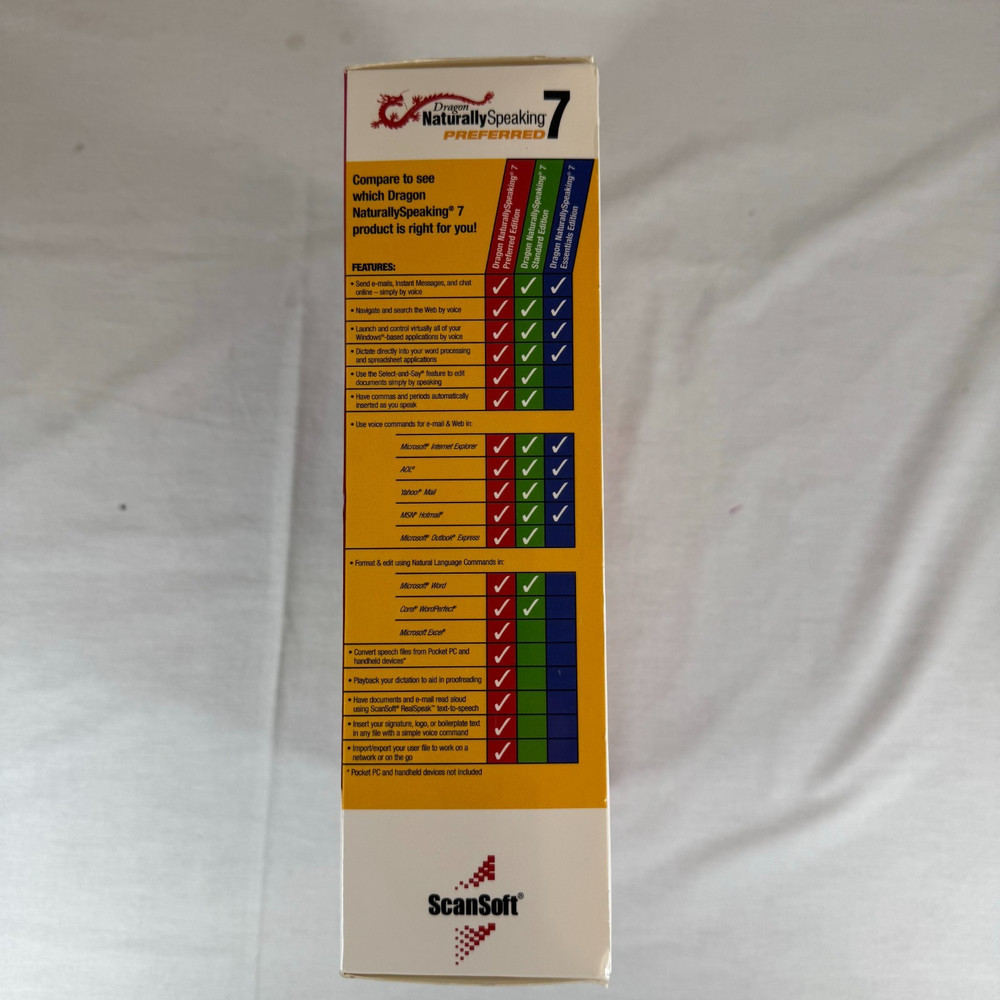 Dragon
NaturallySpeaking 7
PREFERRED
Compare to see
which Dragon
NaturallySpeaking® 7
product is right for you!
Dragon NaturallySpeaking® 7
Preferred Edition
Dragon NaturallySpeaking® 7
Standard Edition
Dragon NaturallySpeaking® 7
Essentials Edition
FEATURES:
• Send e-mails, Instant Messages, and chat
online – simply by voice
• Navigate and search the Web by voice
• Launch and control virtually all of your
Windows®-based applications by voice
• Dictate directly into your word processing
and spreadsheet applications
• Use the Select-and-Say® feature to edit
documents simply by speaking
• Have commas and periods automatically
inserted as you speak
• Use voice commands for e-mail & Web in:
Microsoft® Internet Explorer
AOL®
Yahoo® Mail
MSN® Hotmail®
Microsoft® Outlook® Express
• Format & edit using Natural Language Commands in:
Microsoft® Word
Corel® WordPerfect®
Microsoft Excel®
• Convert speech files from Pocket PC and
handheld devices*
• Playback your dictation to aid in proofreading
• Have documents and e-mail read aloud
using ScanSoft® RealSpeak™ text-to-speech
• Insert your signature, logo, or boilerplate text
in any file with a simple voice command
• Import/export your user file to work on a
network or on the go
* Pocket PC and handheld devices not included
ScanSoft®